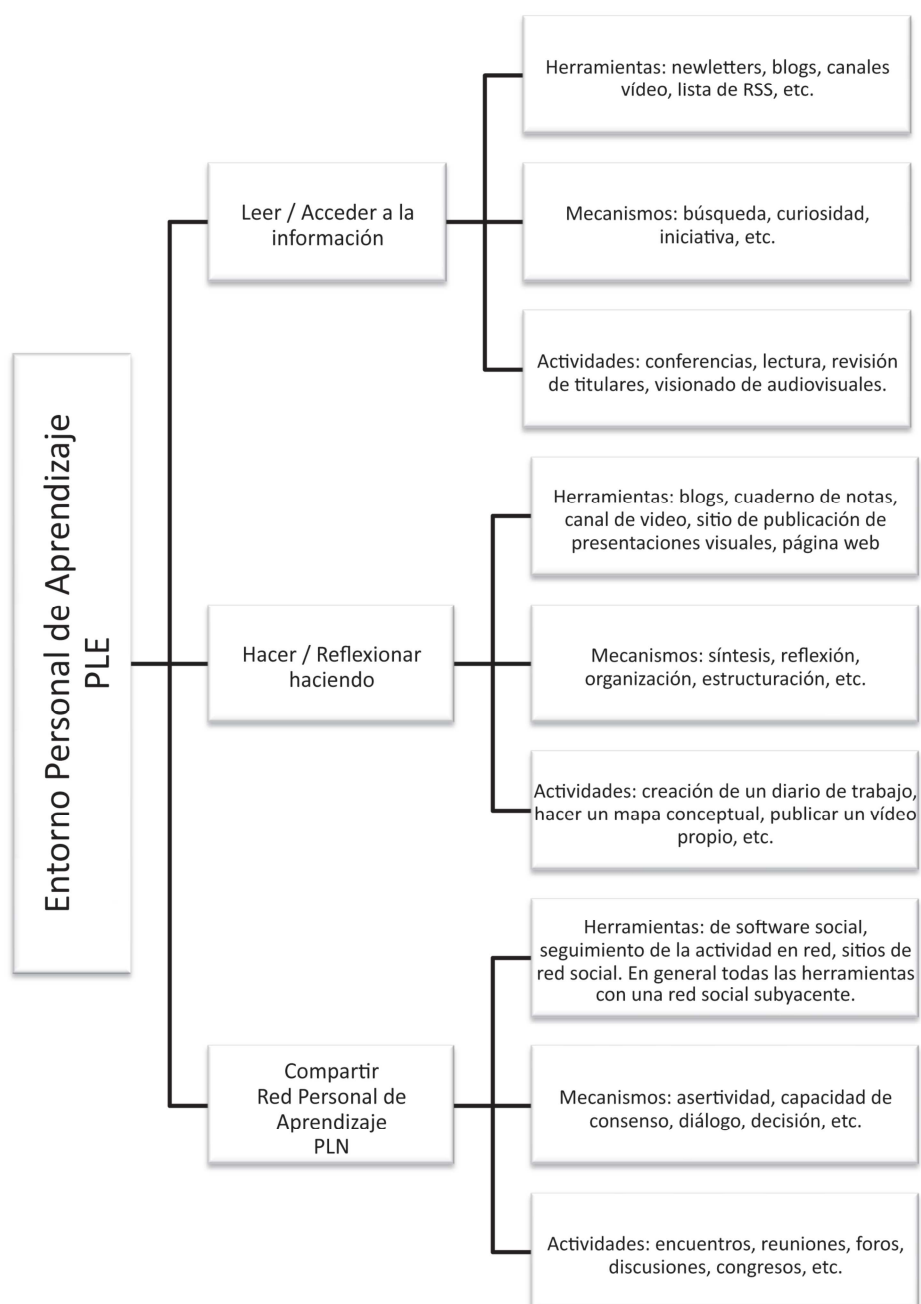 Entorno Personal de Aprendizaje
PLE
Leer / Acceder a la
información
Herramientas: newletters, blogs, canales
vídeo, lista de RSS, etc.
Mecanismos: búsqueda, curiosidad,
iniciativa, etc.
Actividades: conferencias, lectura, revisión
de titulares, visionado de audiovisuales.
Hacer / Reflexionar
haciendo
Herramientas: blogs, cuaderno de notas,
canal de video, sitio de publicación de
presentaciones visuales, página web
Mecanismos: síntesis, reflexión,
organización, estructuración, etc.
Actividades: creación de un diario de trabajo,
hacer un mapa conceptual, publicar un vídeo
propio, etc.
Compartir
Red Personal de
Aprendizaje
PLN
Herramientas: de software social,
seguimiento de la actividad en red, sitios de
red social. En general todas las herramientas
con una red social subyacente.
Mecanismos: asertividad, capacidad de
consenso, diálogo, decisión, etc.
Actividades: encuentros, reuniones, foros,
discusiones, congresos, etc.